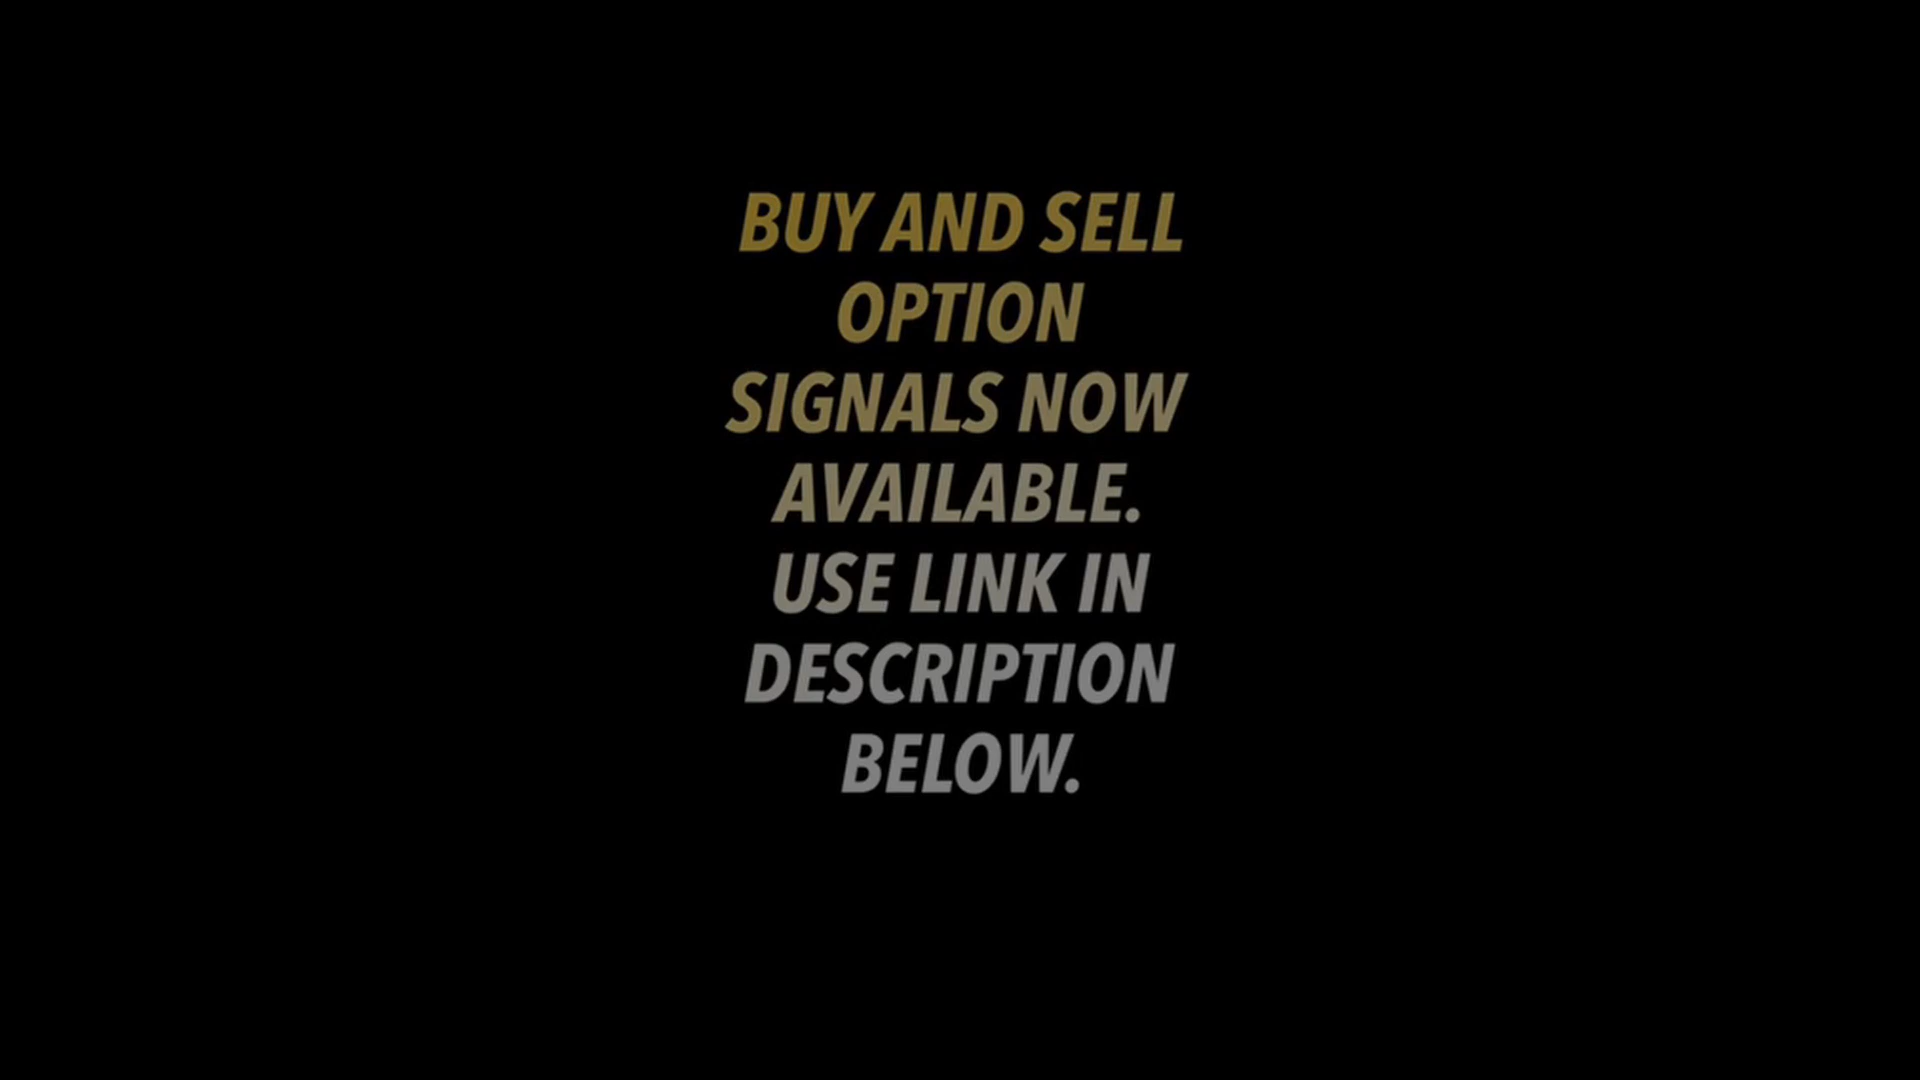 BUY AND SELL
OPTION
SIGNALS NOW
AVAILABLE.
USE LINK IN
DESCRIPTION
BELOW.